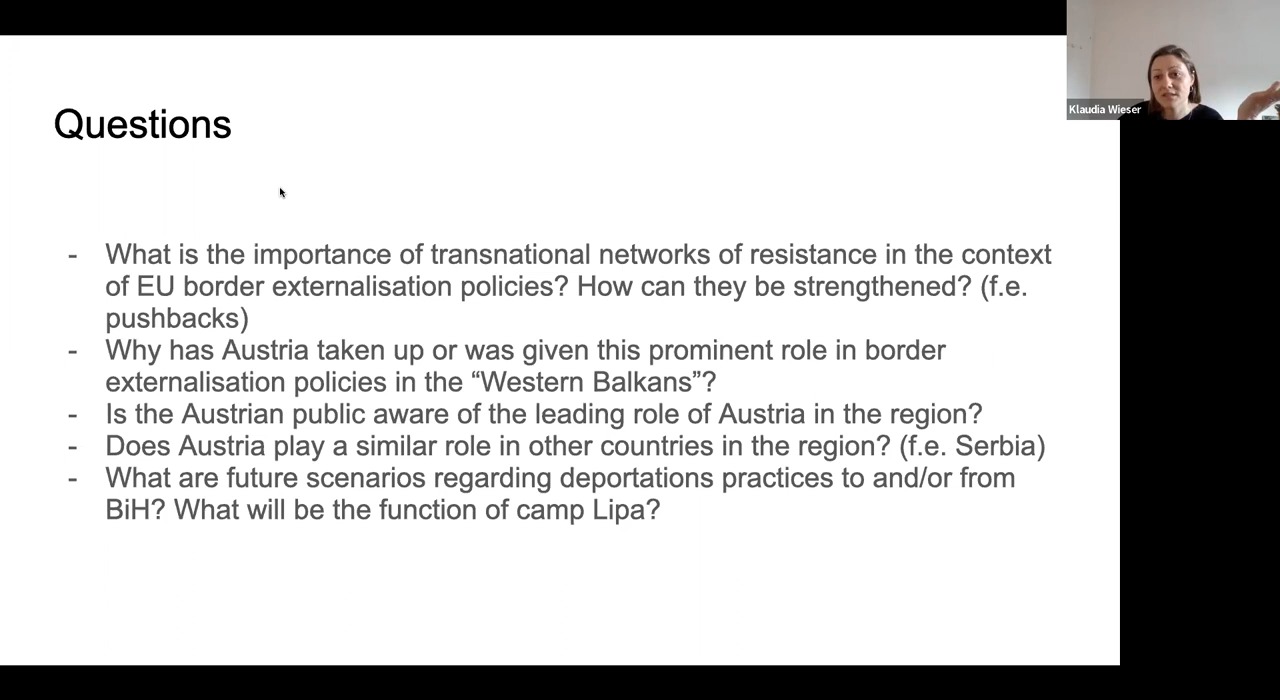 Klaudia Wieser
Questions
- What is the importance of transnational networks of resistance in the context
of EU border externalisation policies? How can they be strengthened? (f.e.
pushbacks)
- Why has Austria taken up or was given this prominent role in border
externalisation policies in the “Western Balkans”?
- Is the Austrian public aware of the leading role of Austria in the region?
- Does Austria play a similar role in other countries in the region? (f.e. Serbia)
- What are future scenarios regarding deportations practices to and/or from
BiH? What will be the function of camp Lipa?